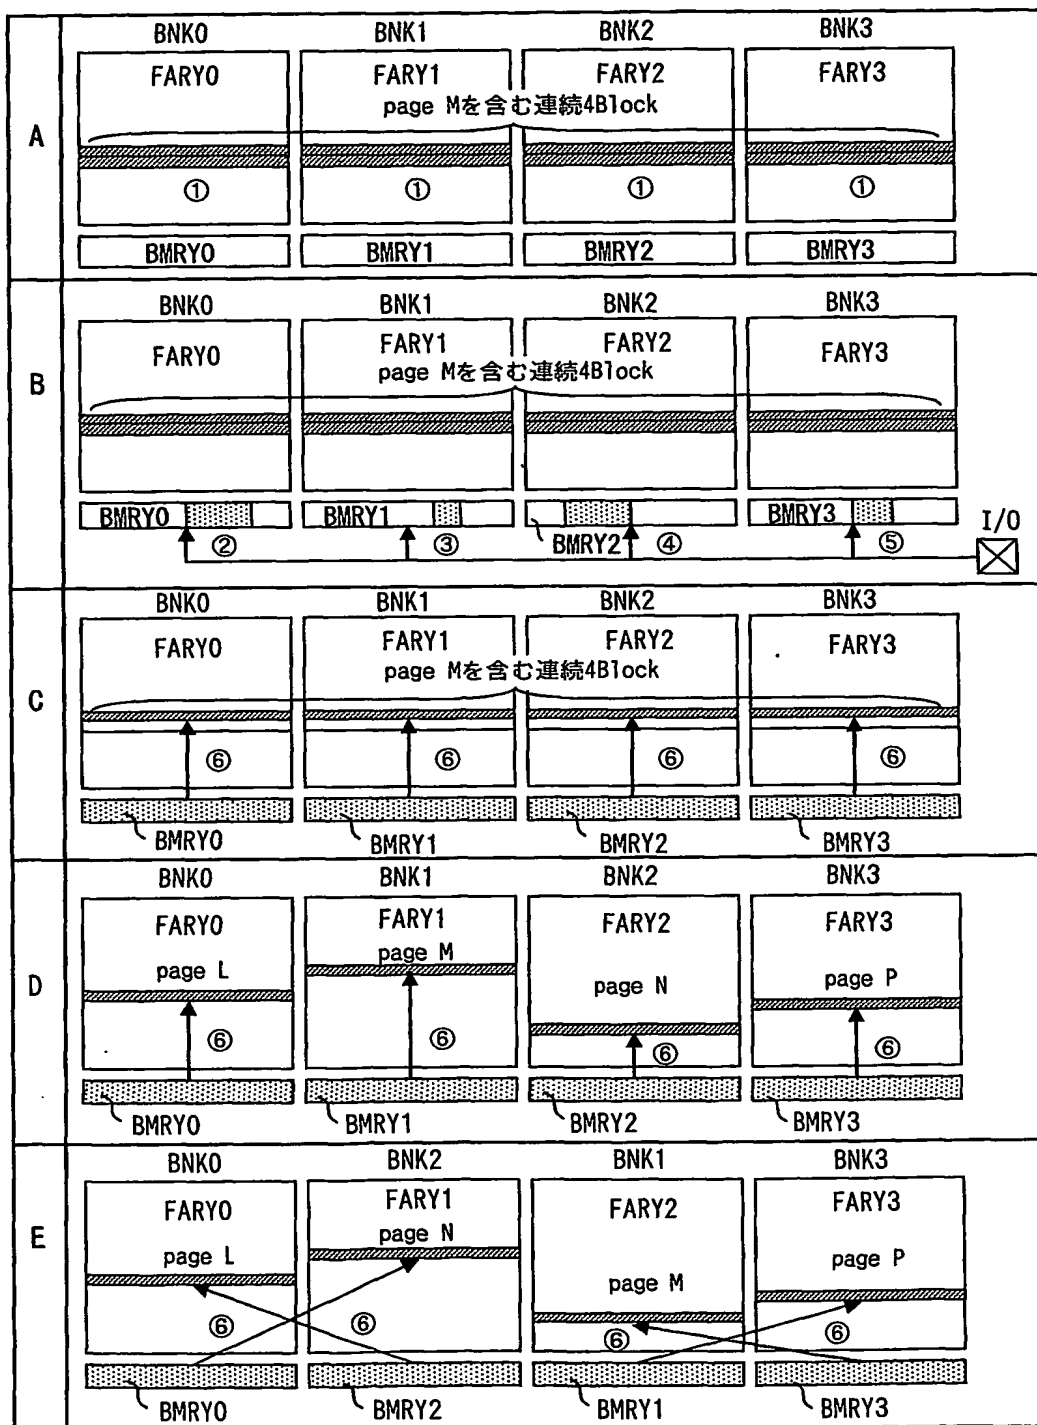 A
BNK0 BNK1 BNK2 BNK3
FARY0 FARY1 FARY2 FARY3
page Mを含む連続4Block
① ① ① ①
BMRY0 BMRY1 BMRY2 BMRY3
B
BNK0 BNK1 BNK2 BNK3
FARY0 FARY1 FARY2 FARY3
page Mを含む連続4Block
BMRY0 BMRY1 BMRY2 BMRY3
② ③ ④ ⑤
I/O
C
BNK0 BNK1 BNK2 BNK3
FARY0 FARY1 FARY2 FARY3
page Mを含む連続4Block
⑥ ⑥ ⑥ ⑥
BMRY0 BMRY1 BMRY2 BMRY3
D
BNK0 BNK1 BNK2 BNK3
FARY0 FARY1 FARY2 FARY3
page L page M page N page P
⑥ ⑥ ⑥ ⑥
BMRY0 BMRY1 BMRY2 BMRY3
E
BNK0 BNK2 BNK1 BNK3
FARY0 FARY1 FARY2 FARY3
page L page N page M page P
⑥ ⑥ ⑥ ⑥
BMRY0 BMRY2 BMRY1 BMRY3